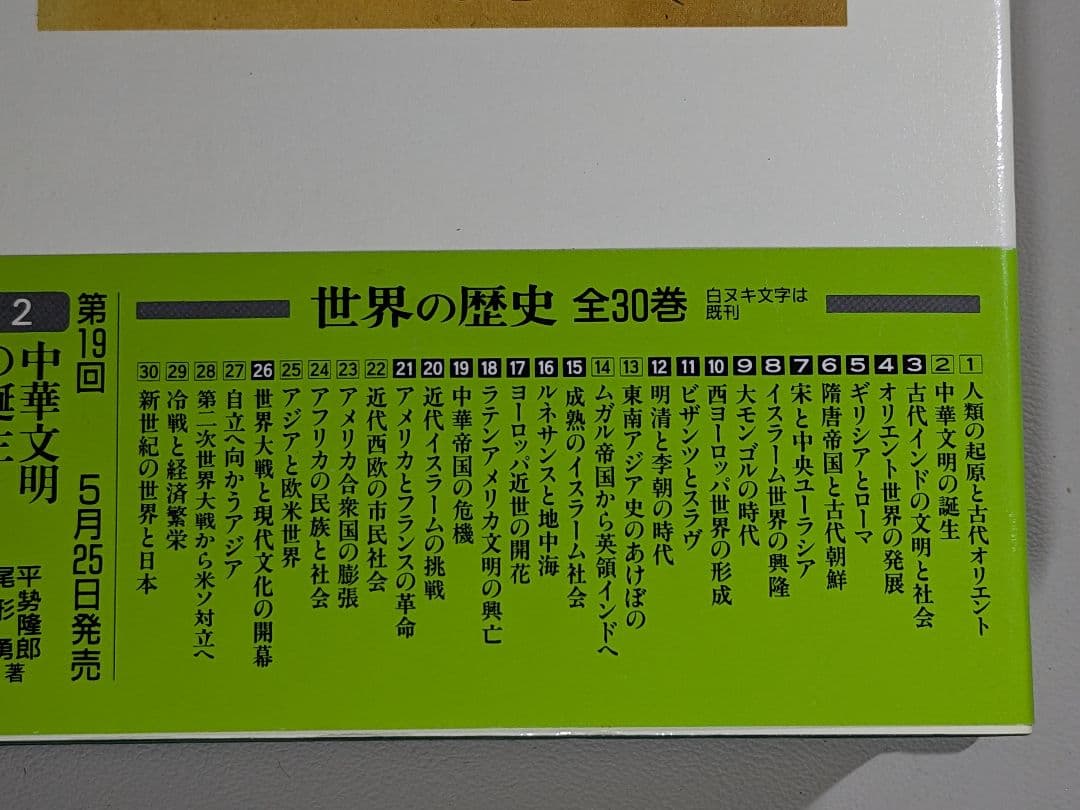 世界の歴史 全30巻 白ヌキ文字は
既刊
1 人類の起原と古代オリエント
2 中華文明の誕生
3 古代インドの文明と社会
4 オリエント世界の発展
5 ギリシアとローマ
6 隋唐帝国と古代朝鮮
7 宋と中央ユーラシア
8 イスラーム世界の興隆
9 大モンゴルの時代
10 西ヨーロッパ世界の形成
11 ビザンツとスラヴ
12 明清と李朝の時代
13 東南アジア史のあけぼの
14 ムガル帝国から英領インドへ
15 成熟のイスラーム社会
16 ルネサンスと地中海
17 ヨーロッパ近世の開花
18 ラテンアメリカ文明の興亡
19 中華帝国の危機
20 近代イスラームの挑戦
21 アメリカとフランスの革命
22 近代西欧の市民社会
23 アメリカ合衆国の膨張
24 アフリカの民族と社会
25 アジアと欧米世界
26 世界大戦と現代文化の開幕
27 自立へ向かうアジア
28 第二次世界大戦から米ソ対立へ
29 冷戦と経済繁栄
30 新世紀の世界と日本
第19回 5月25日発売
2 中華文明
の誕生
平勢隆郎
尾形 勇 著